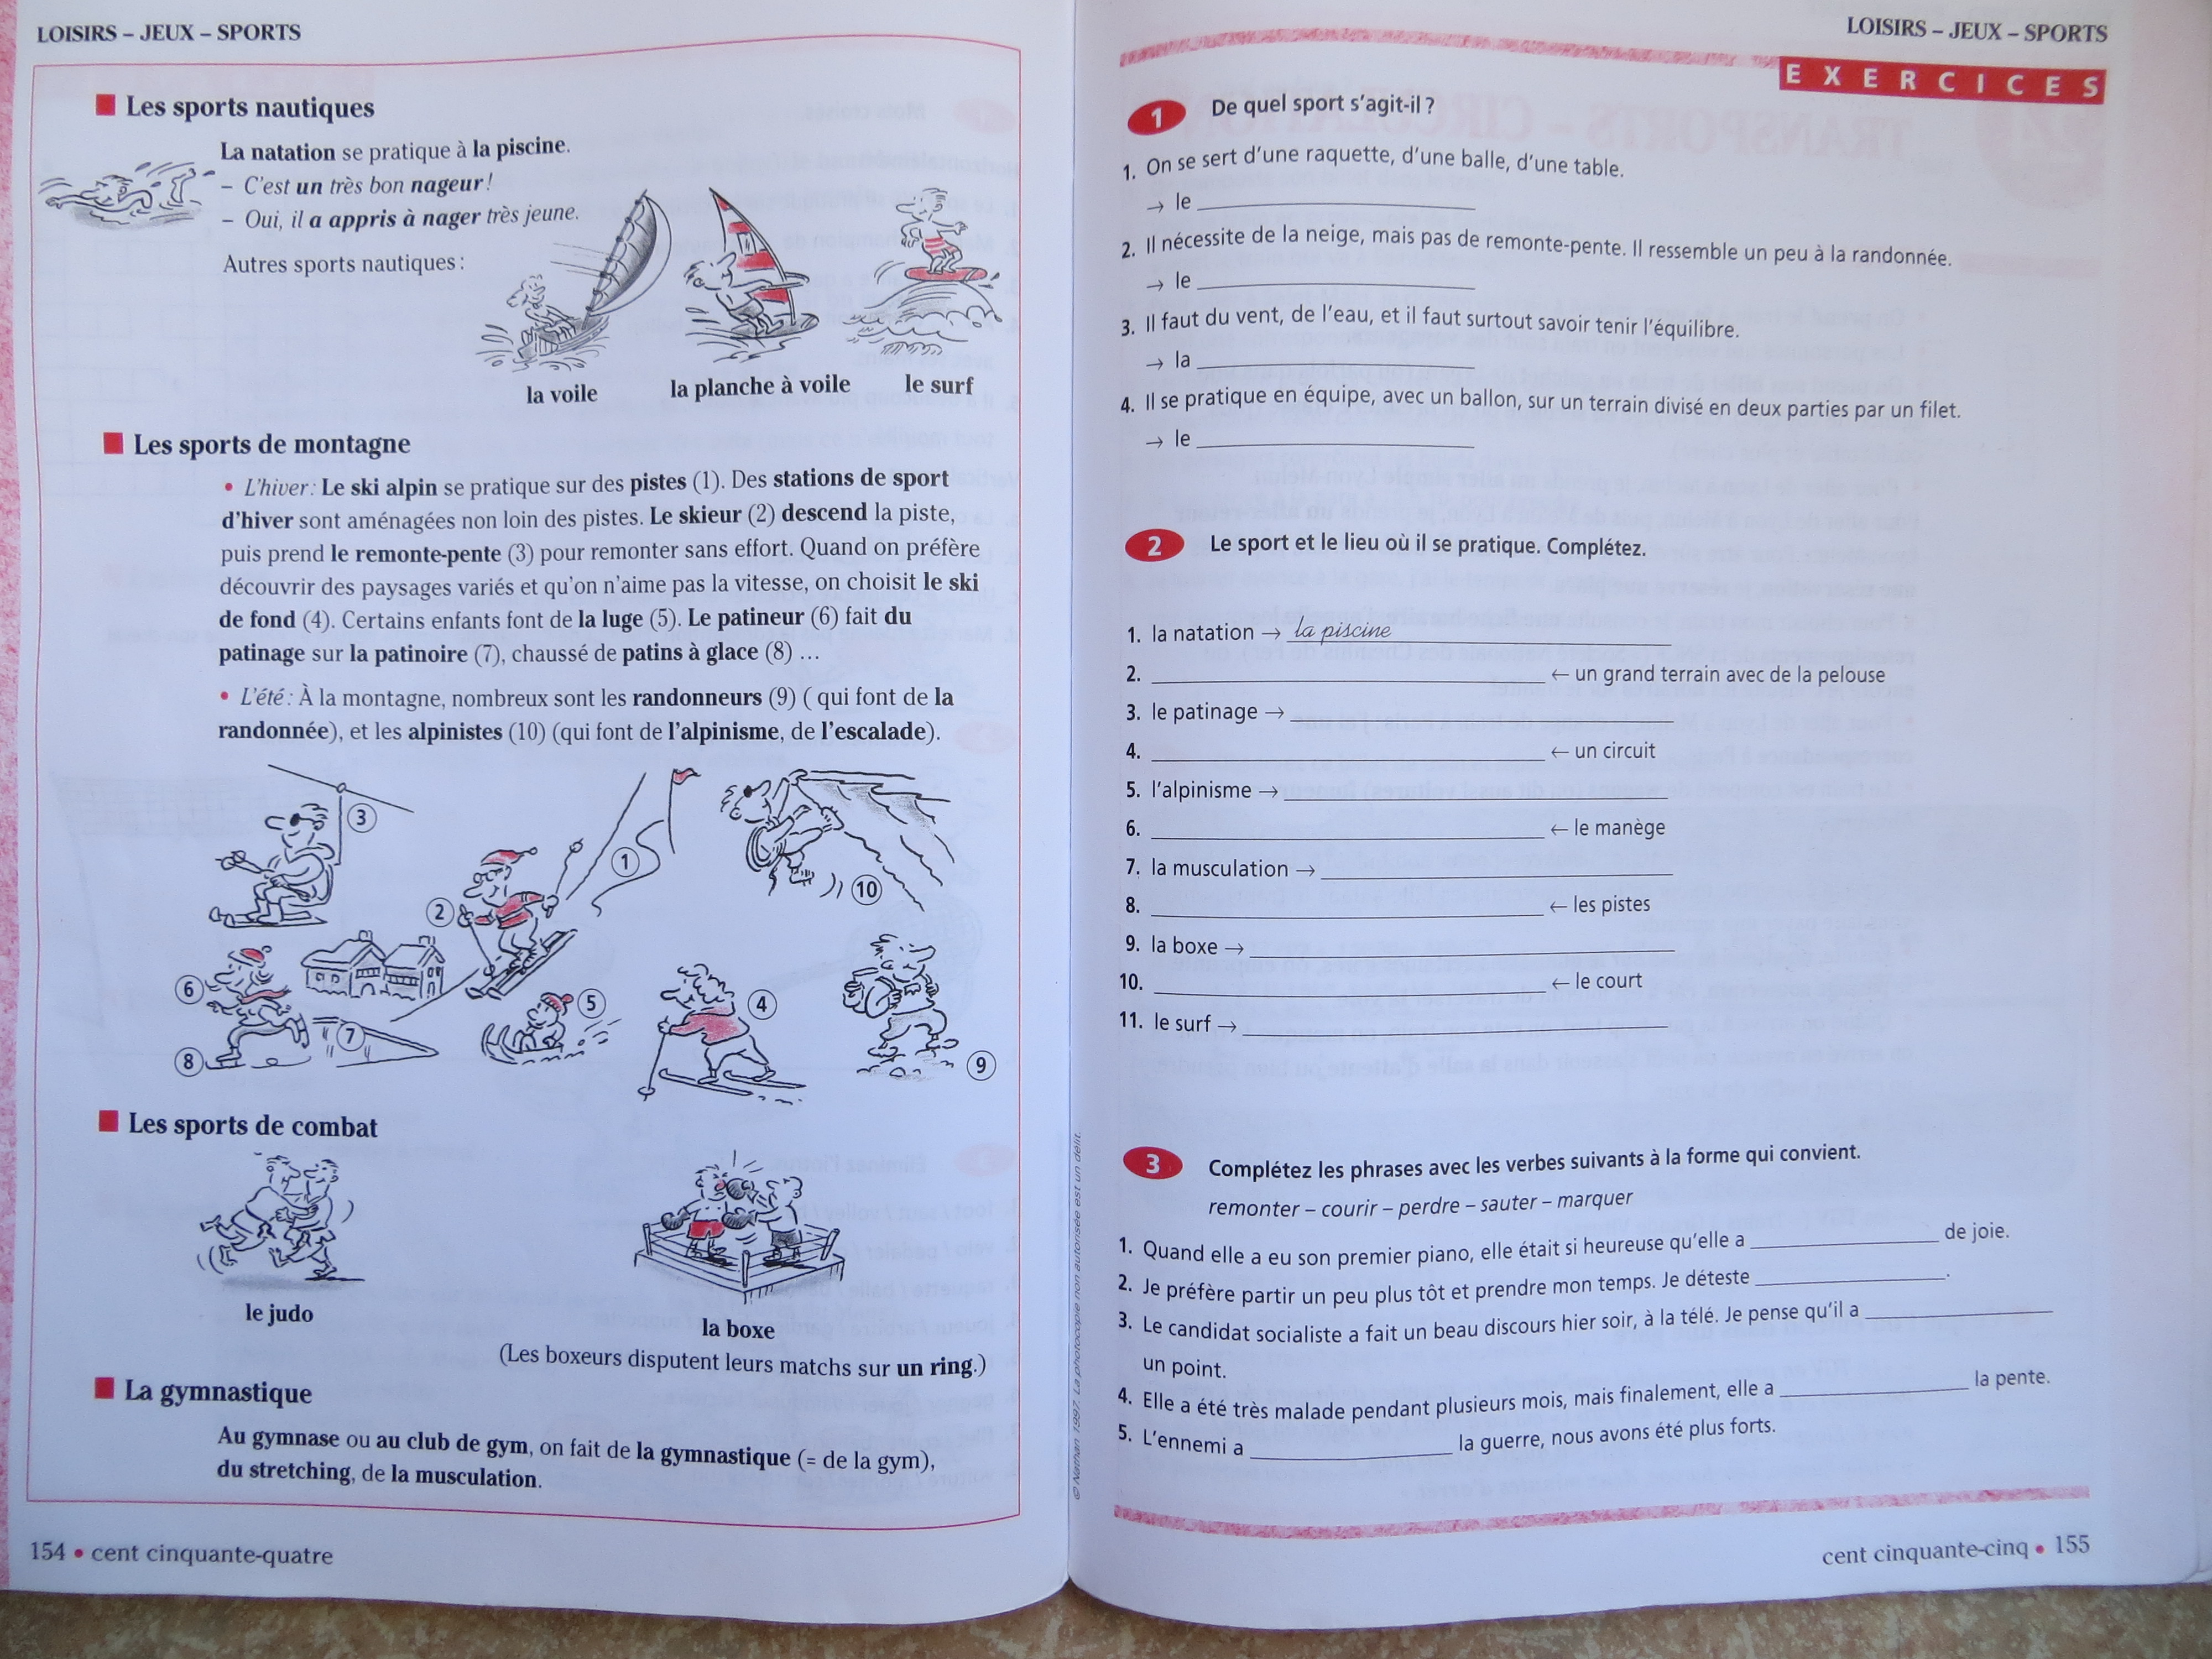 LOISIRS – JEUX – SPORTS
■ Les sports nautiques
La natation se pratique à la piscine.
– C'est un très bon nageur !
– Oui, il a appris à nager très jeune.
Autres sports nautiques :
la voile
la planche à voile
le surf
■ Les sports de montagne
• L'hiver : Le ski alpin se pratique sur des pistes (1). Des stations de sport
d'hiver sont aménagées non loin des pistes. Le skieur (2) descend la piste,
puis prend le remonte-pente (3) pour remonter sans effort. Quand on préfère
découvrir des paysages variés et qu'on n'aime pas la vitesse, on choisit le ski
de fond (4). Certains enfants font de la luge (5). Le patineur (6) fait du
patinage sur la patinoire (7), chaussé de patins à glace (8) ...
• L'été : À la montagne, nombreux sont les randonneurs (9) ( qui font de la
randonnée), et les alpinistes (10) (qui font de l'alpinisme, de l'escalade).
3
1
10
2
6
5
4
7
8
9
■ Les sports de combat
le judo
la boxe
(Les boxeurs disputent leurs matchs sur un ring.)
■ La gymnastique
Au gymnase ou au club de gym, on fait de la gymnastique (= de la gym),
du stretching, de la musculation.
154 • cent cinquante-quatre
© Nathan 1997. La photocopie non autorisée est un délit.
LOISIRS – JEUX – SPORTS
EXERCICES
1 De quel sport s'agit-il ?
1. On se sert d'une raquette, d'une balle, d'une table.
→ le
2. Il nécessite de la neige, mais pas de remonte-pente. Il ressemble un peu à la randonnée.
→ le
3. Il faut du vent, de l'eau, et il faut surtout savoir tenir l'équilibre.
→ la
4. Il se pratique en équipe, avec un ballon, sur un terrain divisé en deux parties par un filet.
→ le
2 Le sport et le lieu où il se pratique. Complétez.
1. la natation → la piscine
2. ← un grand terrain avec de la pelouse
3. le patinage →
4. ← un circuit
5. l'alpinisme →
6. ← le manège
7. la musculation →
8. ← les pistes
9. la boxe →
10. ← le court
11. le surf →
3 Complétez les phrases avec les verbes suivants à la forme qui convient.
remonter – courir – perdre – sauter – marquer
1. Quand elle a eu son premier piano, elle était si heureuse qu'elle a de joie.
2. Je préfère partir un peu plus tôt et prendre mon temps. Je déteste .
3. Le candidat socialiste a fait un beau discours hier soir, à la télé. Je pense qu'il a
un point.
4. Elle a été très malade pendant plusieurs mois, mais finalement, elle a la pente.
5. L'ennemi a la guerre, nous avons été plus forts.
cent cinquante-cinq • 155